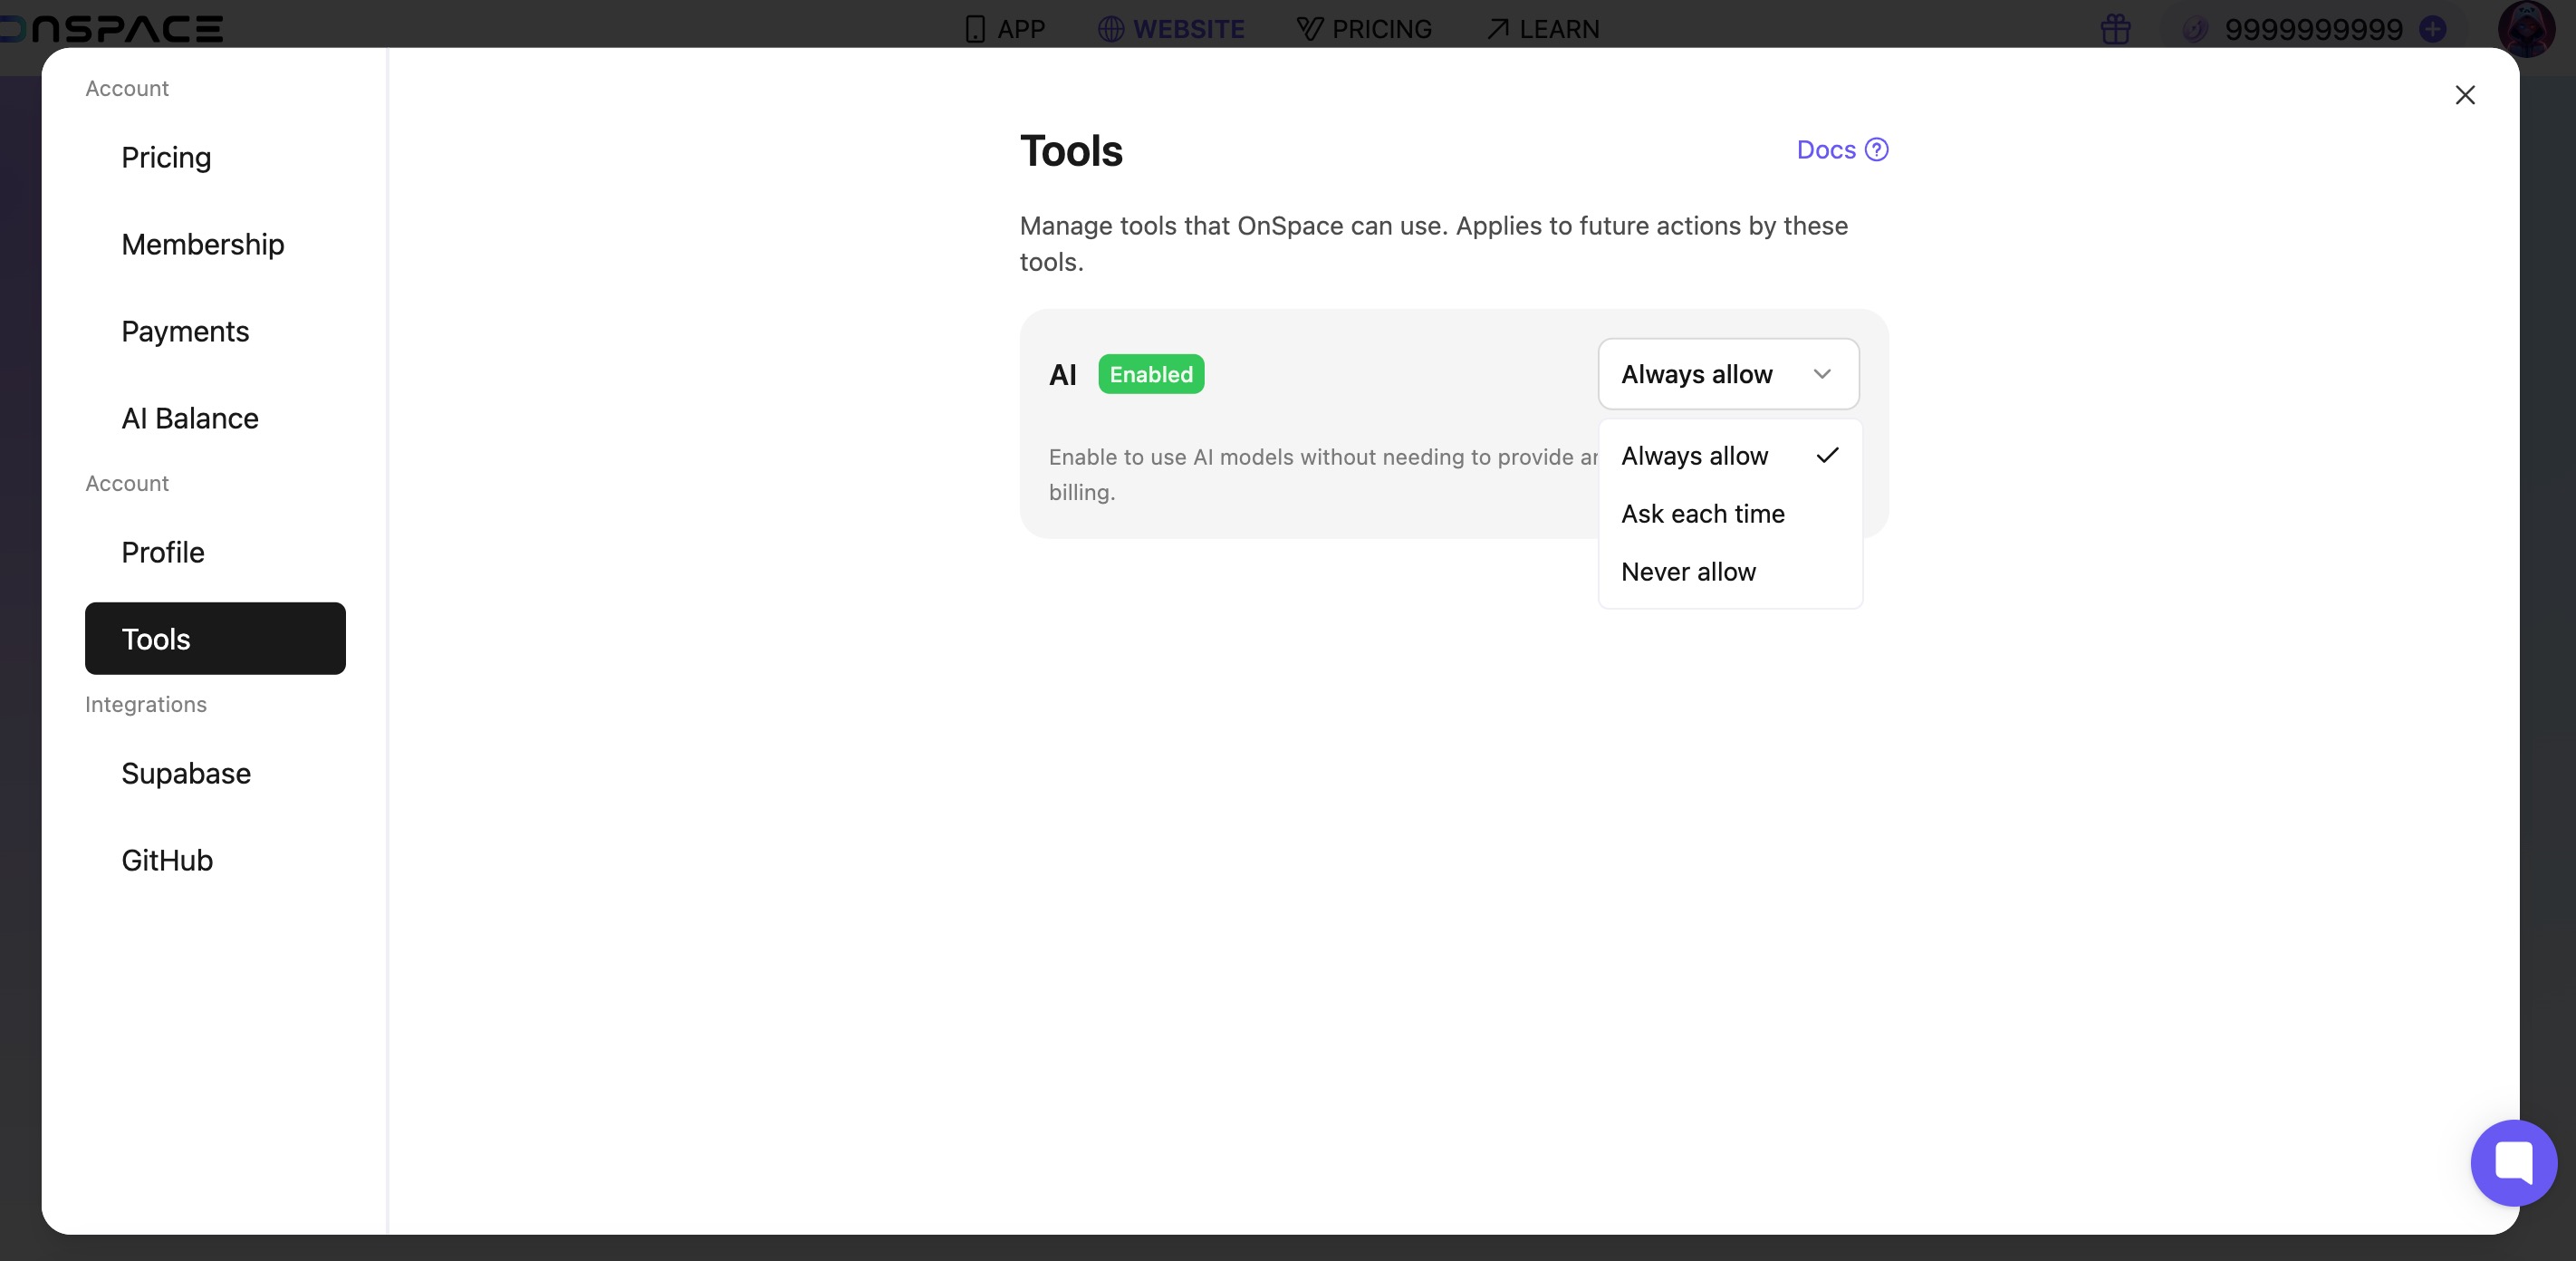 ONSPACE
APP
WEBSITE
PRICING
LEARN
9999999999
Account
Pricing
Membership
Payments
AI Balance
Account
Profile
Tools
Integrations
Supabase
GitHub
Tools
Docs
Manage tools that OnSpace can use. Applies to future actions by these
tools.
AI
Enabled
Always allow
Enable to use AI models without needing to provide
billing.
Always allow
Ask each time
Never allow